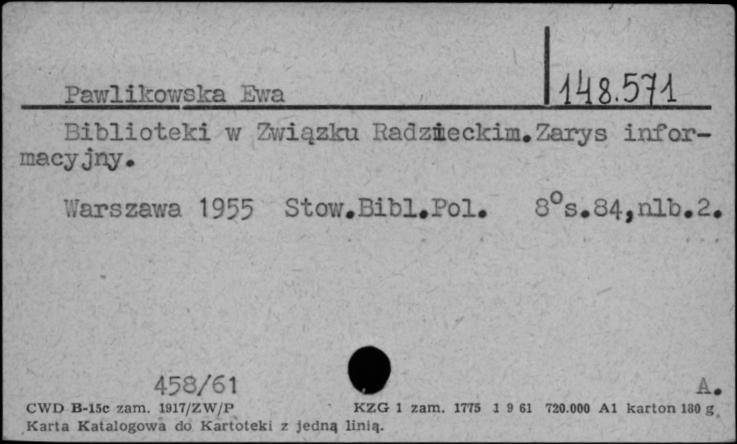 Pawlikowska Ewa
148.571
Biblioteki w Związku Radzieckim.Zarys infor-
macyjny.
Warszawa 1955 Stow.Bibl.Pol. 8°s.84,nlb.2.
458/61
A.
CWD B-15c zam. 1917/ZW/P KZG 1 zam. 1775 1 9 61 720.000 A1 karton 180 g
Karta Katalogowa do Kartoteki z jedną linią.